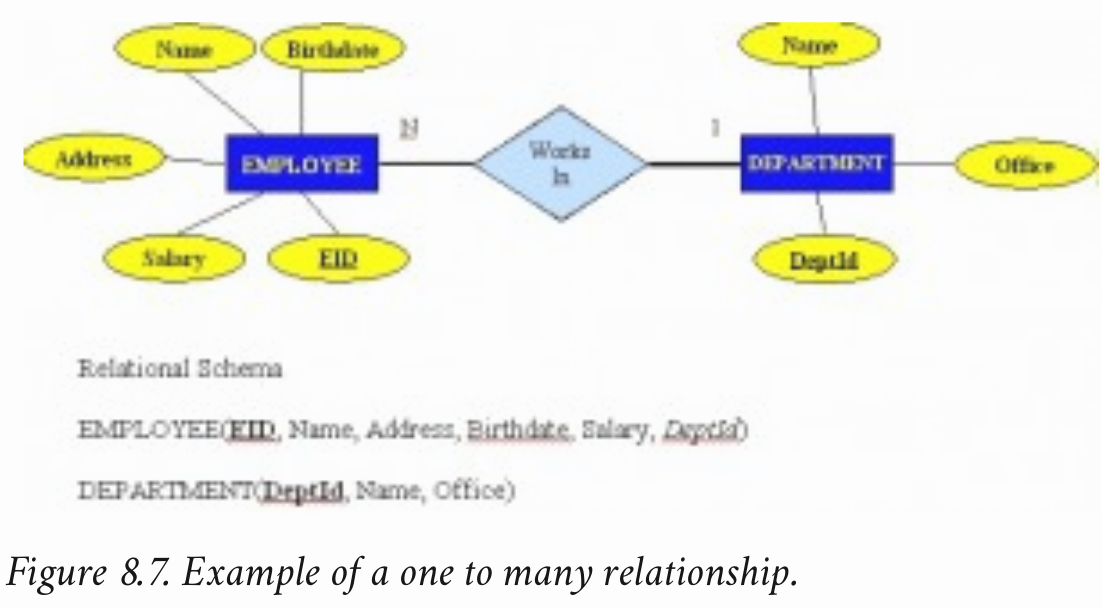 Name Birthdate Name
N 1
Address EMPLOYEE Works In DEPARTMENT Office
Salary EID DeptId
Relational Schema
EMPLOYEE(EID, Name, Address, Birthdate, Salary, DeptId)
DEPARTMENT(DeptId, Name, Office)
Figure 8.7. Example of a one to many relationship.